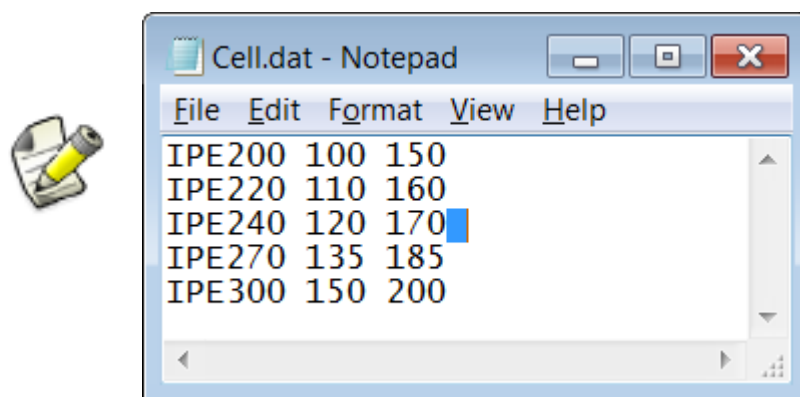 Cell.dat - Notepad
File Edit Format View Help
IPE200 100 150
IPE220 110 160
IPE240 120 170
IPE270 135 185
IPE300 150 200